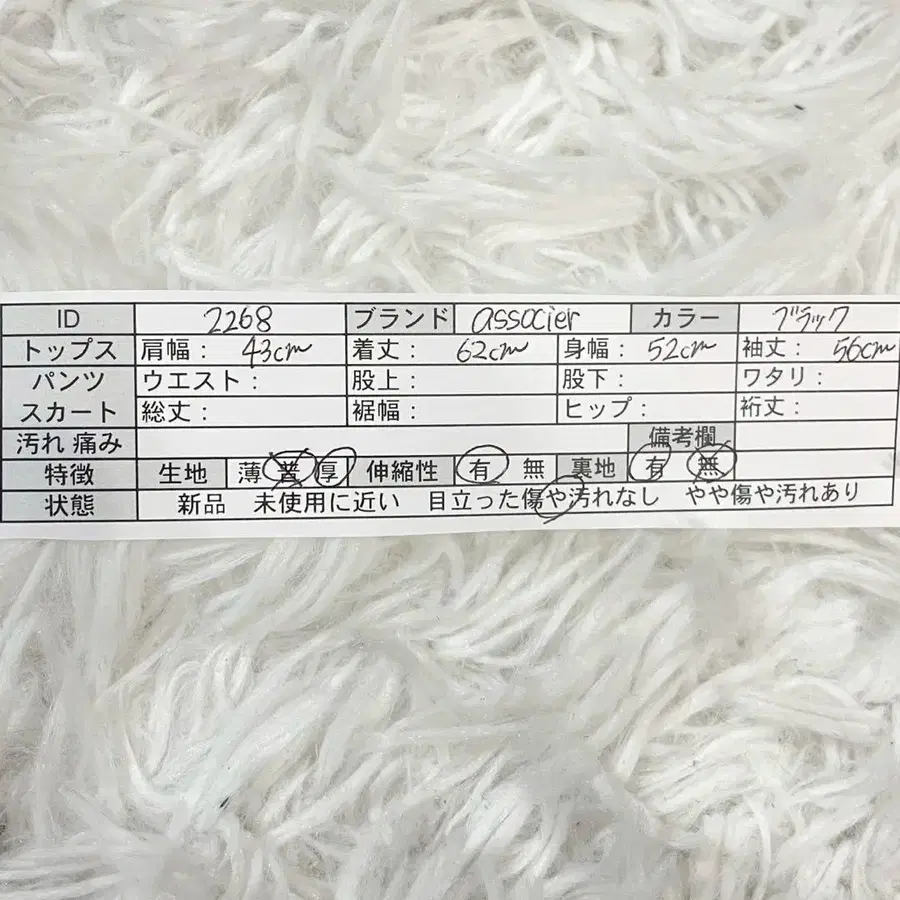 ID 2268 ブランド associer カラー ブラック
トップス 肩幅： 43cm 着丈： 62cm 身幅： 52cm 袖丈： 56cm
パンツ ウエスト： 股上： 股下： ワタリ：
スカート 総丈： 裾幅： ヒップ： 裄丈：
汚れ 痛み 備考欄
特徴 生地 薄 普 厚 伸縮性 有 無 裏地 有 無
状態 新品 未使用に近い 目立った傷や汚れなし やや傷や汚れあり